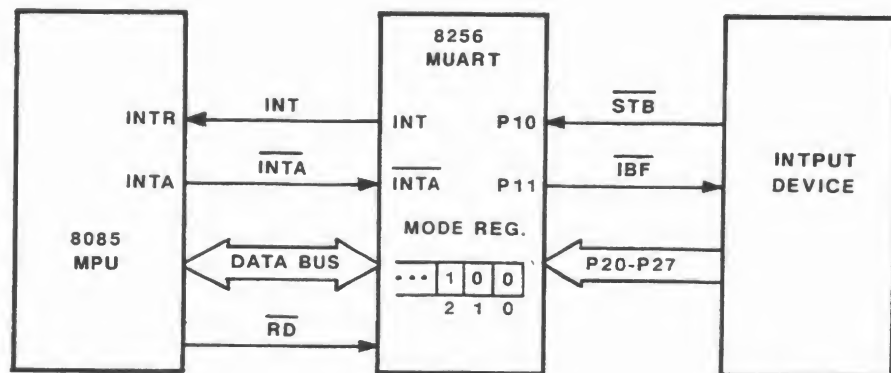 8085
MPU
INTR
INTA
INT
INTA
DATA BUS
RD
8256
MUART
INT
P10
INTA
P11
MODE REG.
••• 1 0 0
2 1 0
STB
IBF
P20-P27
INTPUT
DEVICE